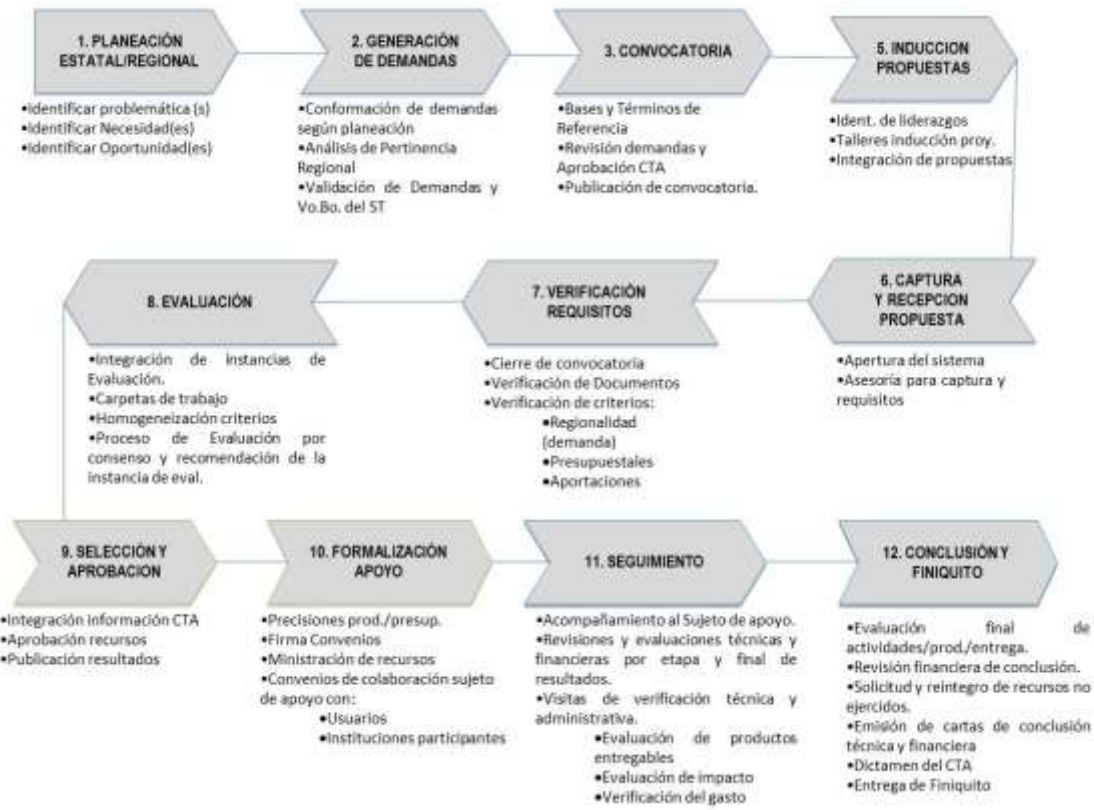 1. PLANEACIÓN
ESTATAL/REGIONAL
•Identificar problemática (s)
•Identificar Necesidad(es)
•Identificar Oportunidad(es)
2. GENERACIÓN
DE DEMANDAS
•Conformación de demandas
según planeación
•Análisis de Pertinencia
Regional
•Validación de Demandas y
Vo.Bo. del ST
3. CONVOCATORIA
•Bases y Términos de
Referencia
•Revisión demandas y
Aprobación CTA
•Publicación de convocatoria.
5. INDUCCION
PROPUESTAS
•Ident. de liderazgos
•Talleres inducción proy.
•Integración de propuestas
6. CAPTURA
Y RECEPCION
PROPUESTA
•Apertura del sistema
•Asesoría para captura y
requisitos
7. VERIFICACIÓN
REQUISITOS
•Cierre de convocatoria
•Verificación de Documentos
•Verificación de criterios:
•Regionalidad
(demanda)
•Presupuestales
•Aportaciones
8. EVALUACIÓN
•Integración de Instancias de
Evaluación.
•Carpetas de trabajo
•Homogeneización criterios
•Proceso de Evaluación por
consenso y recomendación de la
instancia de eval.
9. SELECCIÓN Y
APROBACION
•Integración información CTA
•Aprobación recursos
•Publicación resultados
10. FORMALIZACIÓN
APOYO
•Precisiones prod./presup.
•Firma Convenios
•Ministración de recursos
•Convenios de colaboración sujeto
de apoyo con:
•Usuarios
•Instituciones participantes
11. SEGUIMIENTO
•Acompañamiento al Sujeto de apoyo.
•Revisiones y evaluaciones técnicas y
financieras por etapa y final de
resultados.
•Visitas de verificación técnica y
administrativa.
•Evaluación de productos
entregables
•Evaluación de impacto
•Verificación del gasto
12. CONCLUSIÓN Y
FINIQUITO
•Evaluación final de
actividades/prod./entrega.
•Revisión financiera de conclusión.
•Solicitud y reintegro de recursos no
ejercidos.
•Emisión de cartas de conclusión
técnica y financiera
•Dictamen del CTA
•Entrega de Finiquito